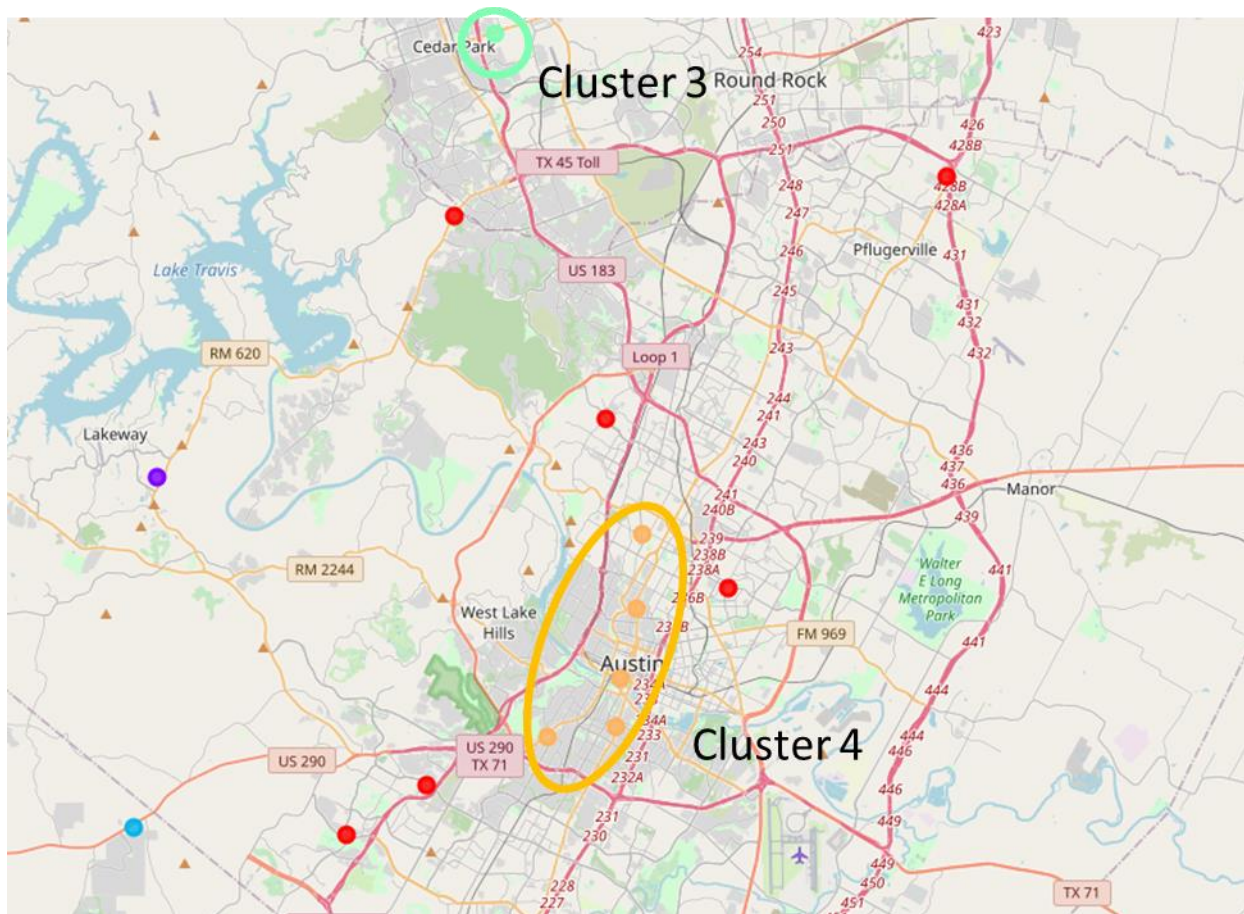 423
254
Cedar Park
Cluster 3
Round Rock
251
250
426
251
428B
TX 45 Toll
248
428B
428A
247
246
Pflugerville
431
Lake Travis
US 183
245
431
432
RM 620
Loop 1
243
432
244
241
Lakeway
243
436
240
437
241
436
Manor
240B
439
239
238B
238A
441
RM 2244
Walter
E Long
Metropolitan
Park
West Lake
Hills
FM 969
441
Austin
234A
444
234A
233
US 290
TX 71
Cluster 4
444
446
US 290
231
232A
446
231
449
230
449
228
450
TX 71
227
451